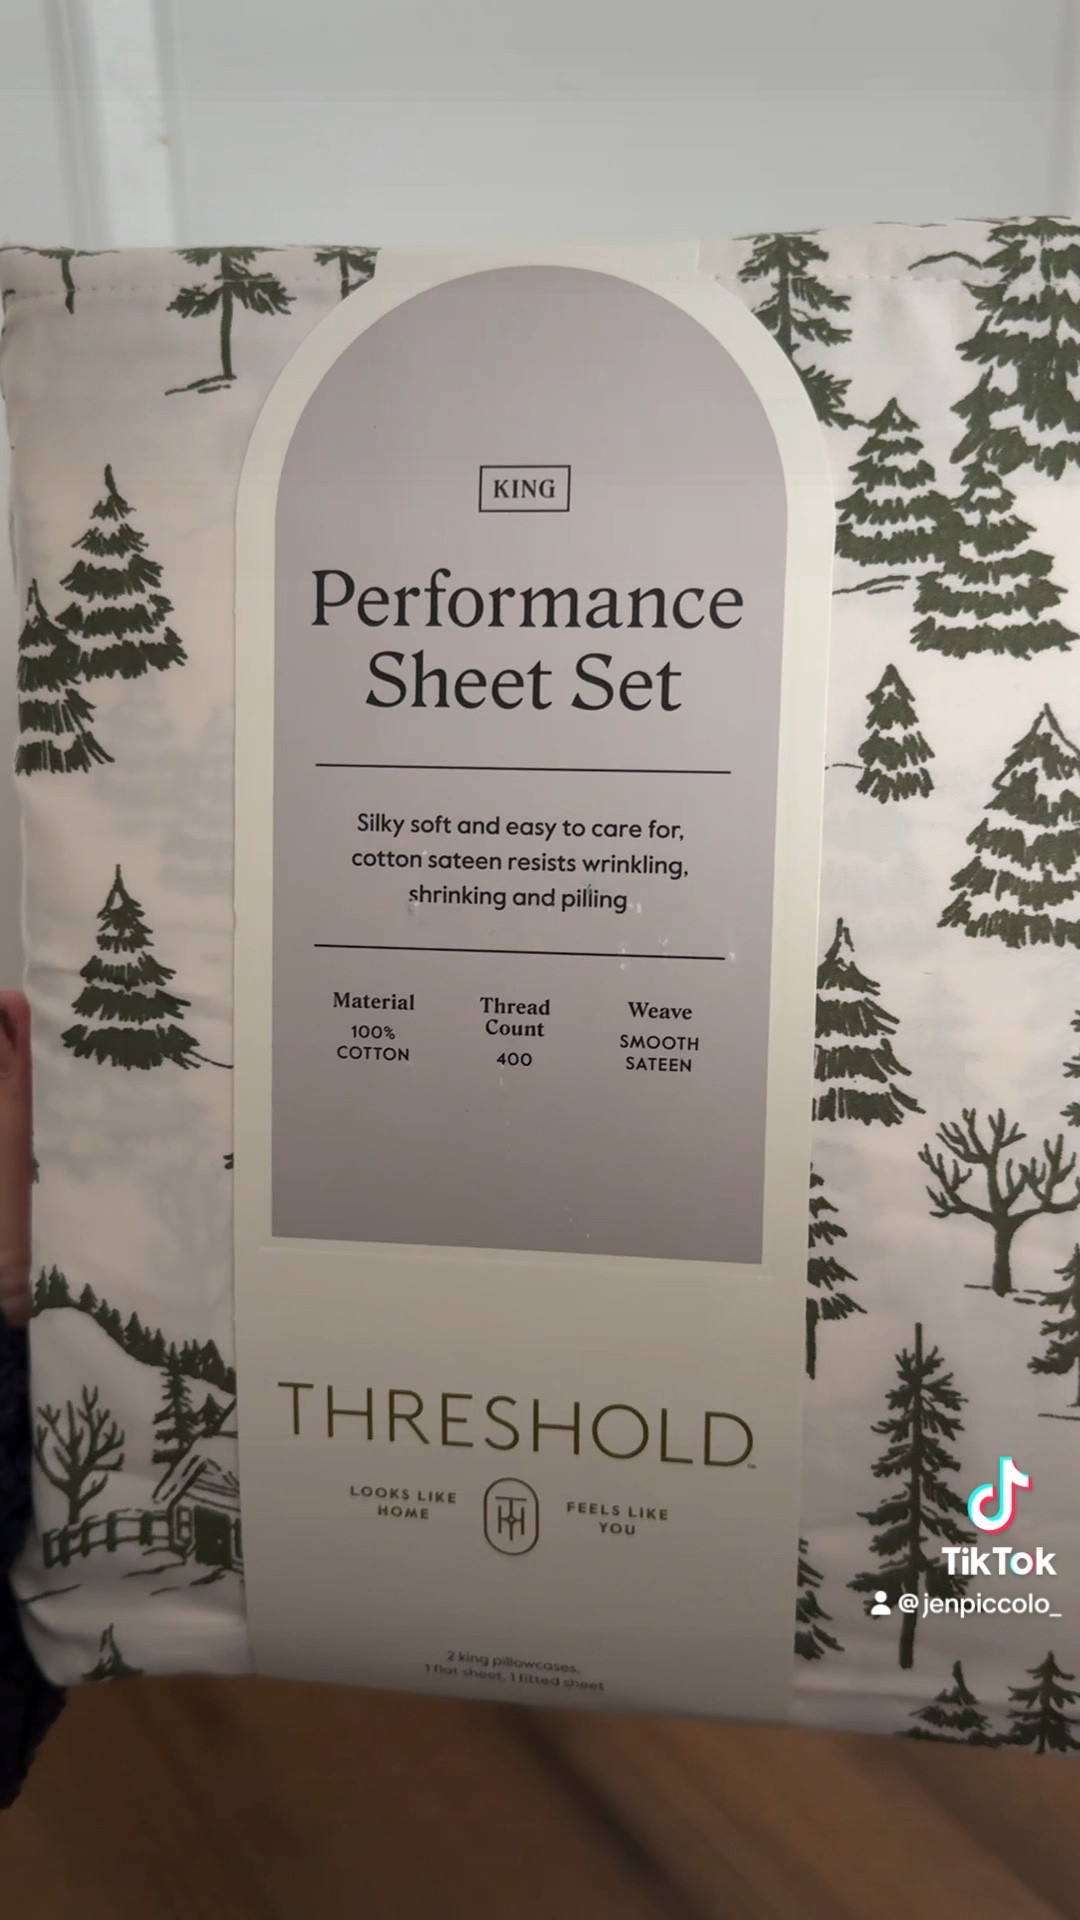 KING
Performance
Sheet Set
Silky soft and easy to care for,
cotton sateen resists wrinkling,
shrinking and pilling
Material
100%
COTTON
Thread
Count
400
Weave
SMOOTH
SATEEN
THRESHOLD™
LOOKS LIKE
HOME
TH
FEELS LIKE
YOU
2 king pillowcases,
1 flat sheet, 1 fitted sheet
TikTok
@jenpiccolo_